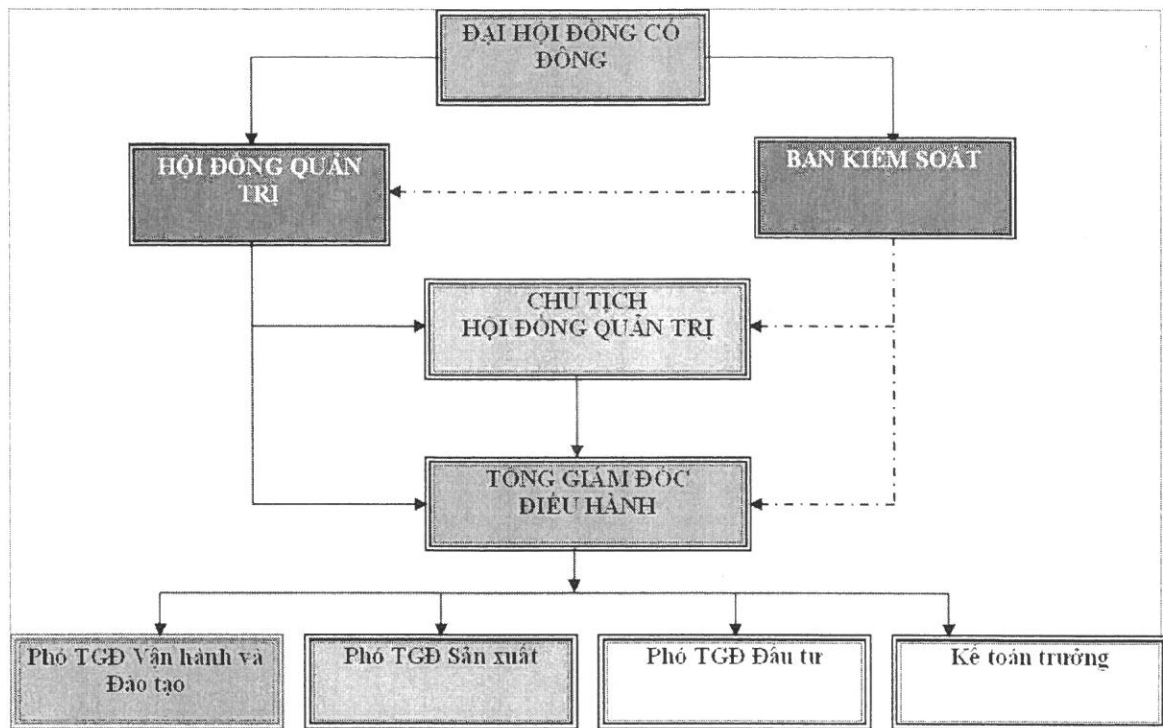 ĐẠI HỘI ĐỒNG CỔ
ĐÔNG
HỘI ĐỒNG QUẢN
TRỊ
BAN KIỂM SOÁT
CHỦ TỊCH
HỘI ĐỒNG QUẢN TRỊ
TỔNG GIÁM ĐỐC
ĐIỀU HÀNH
Phó TGĐ Vận hành và
Đào tạo
Phó TGĐ Sản xuất
Phó TGĐ Đầu tư
Kế toán trưởng